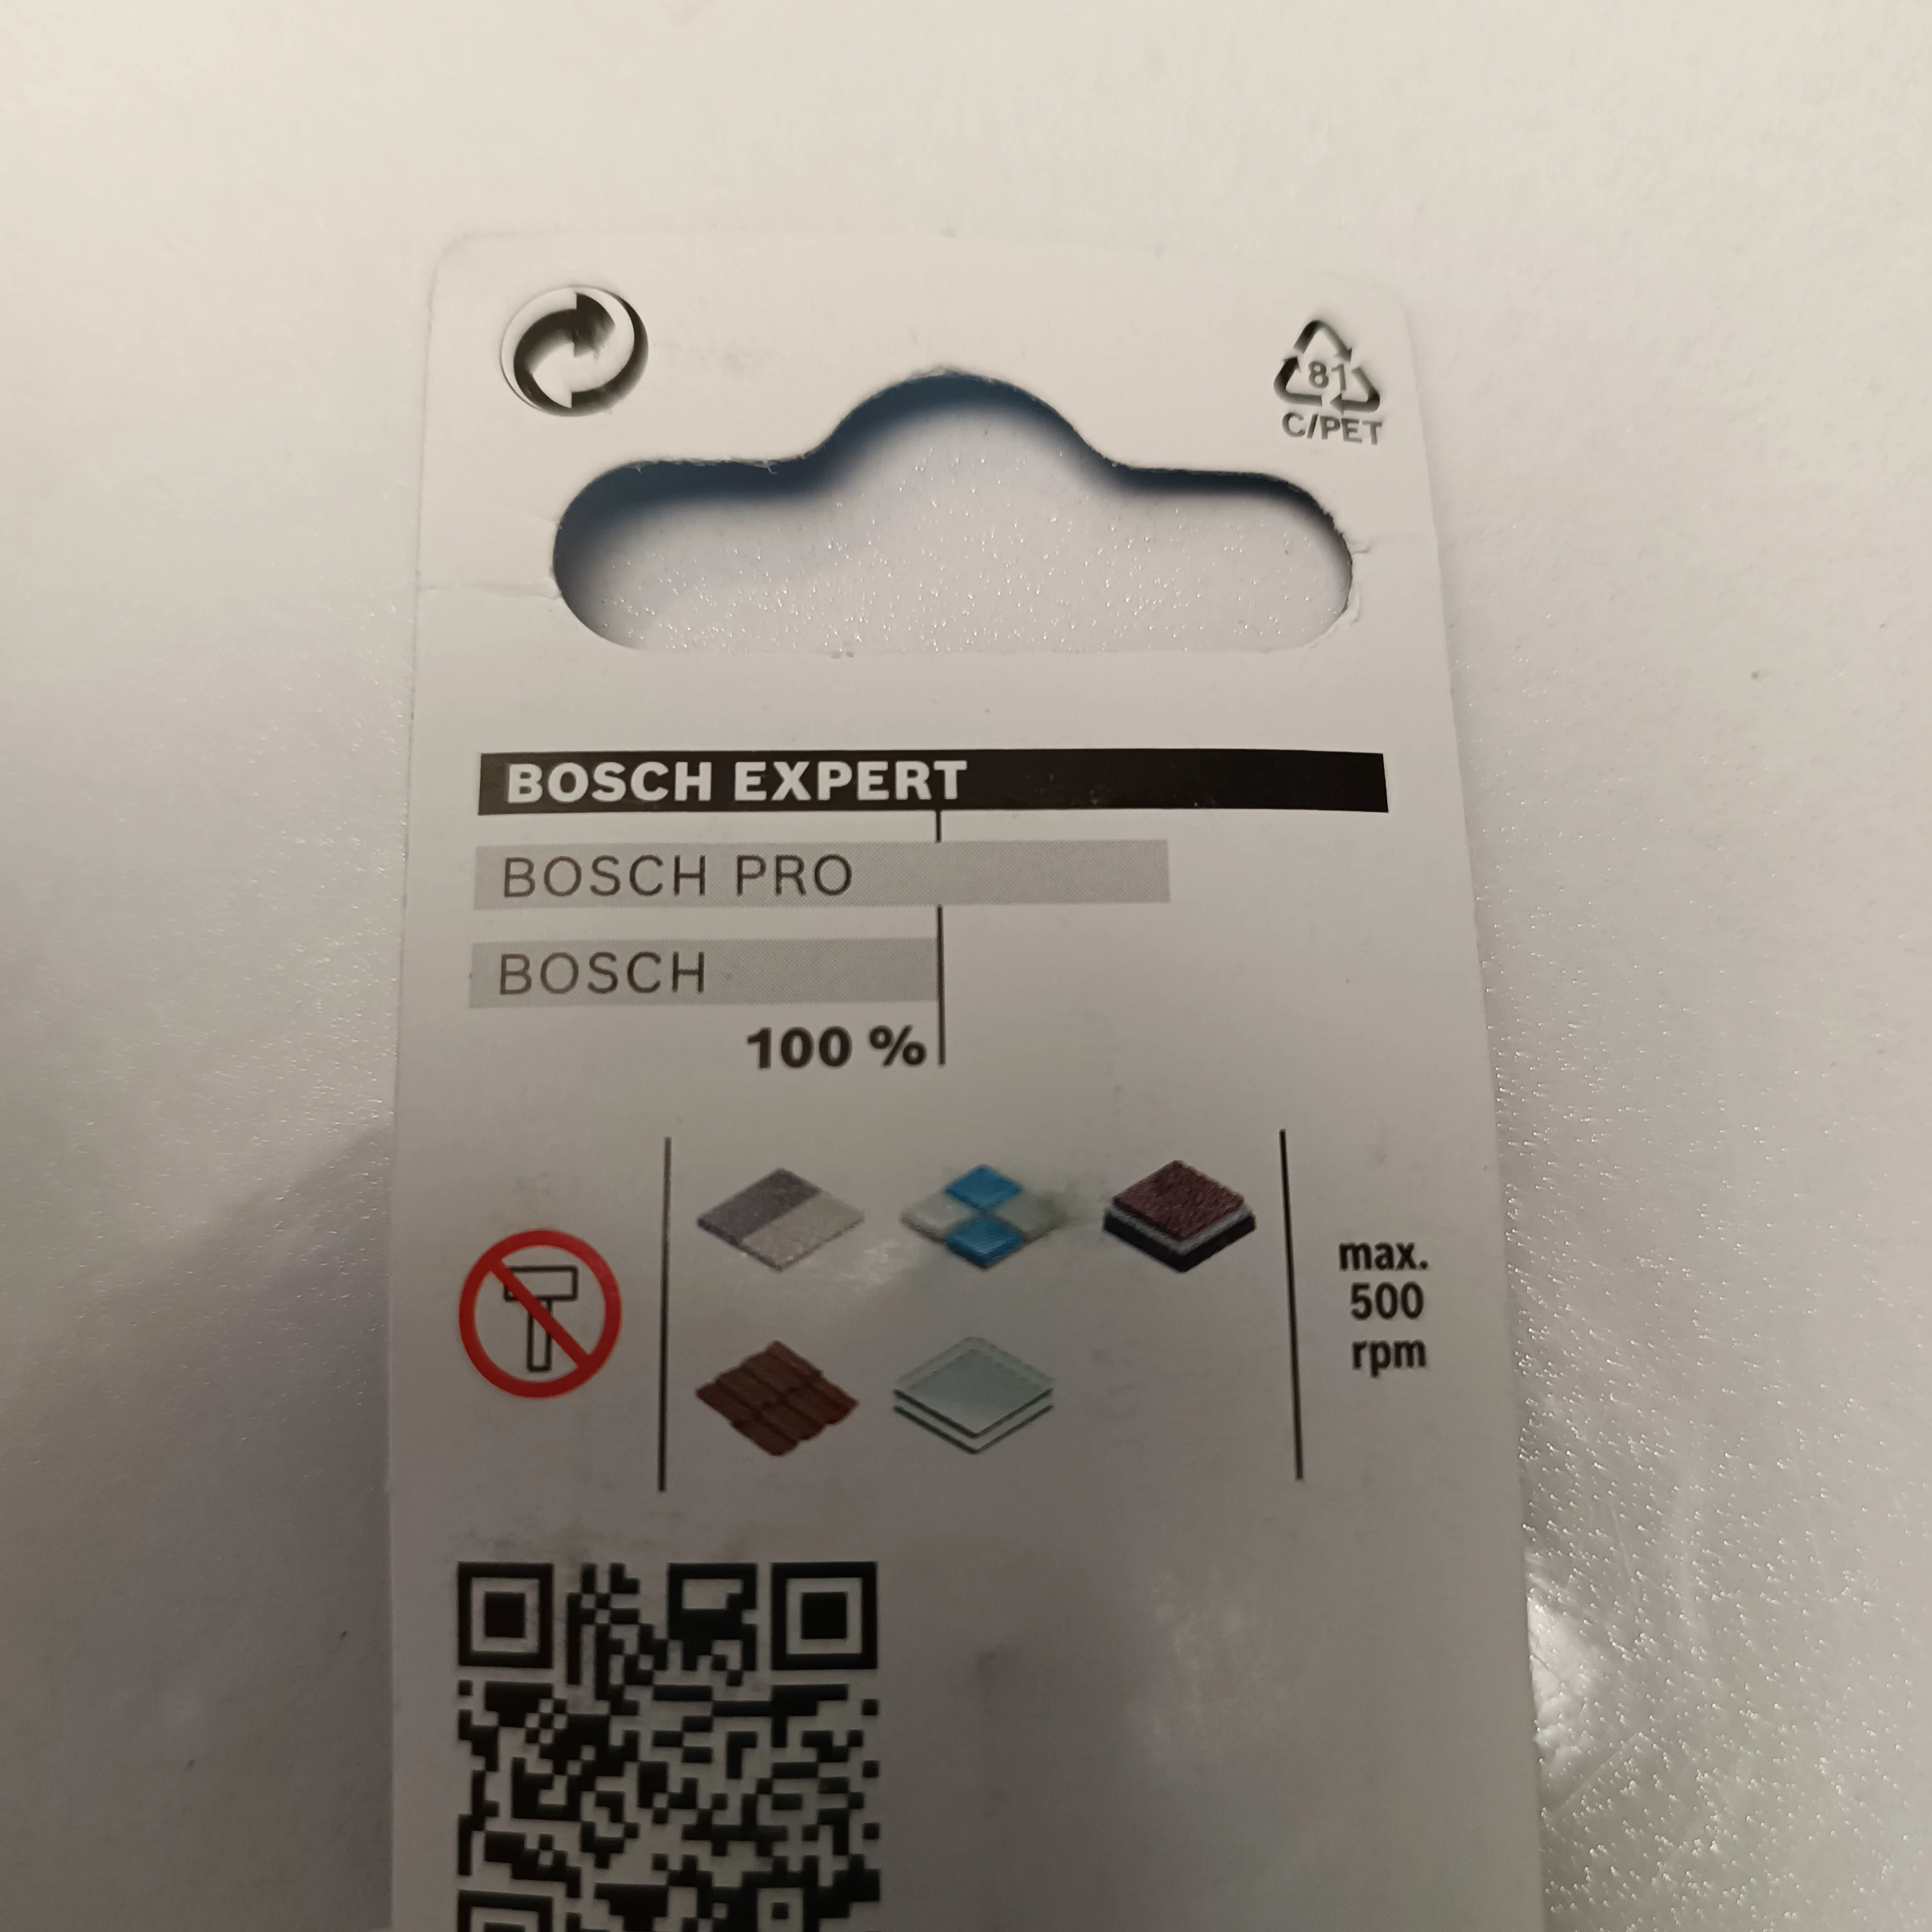 81
C/PET
BOSCH EXPERT
BOSCH PRO
BOSCH
100 %
max.
500
rpm